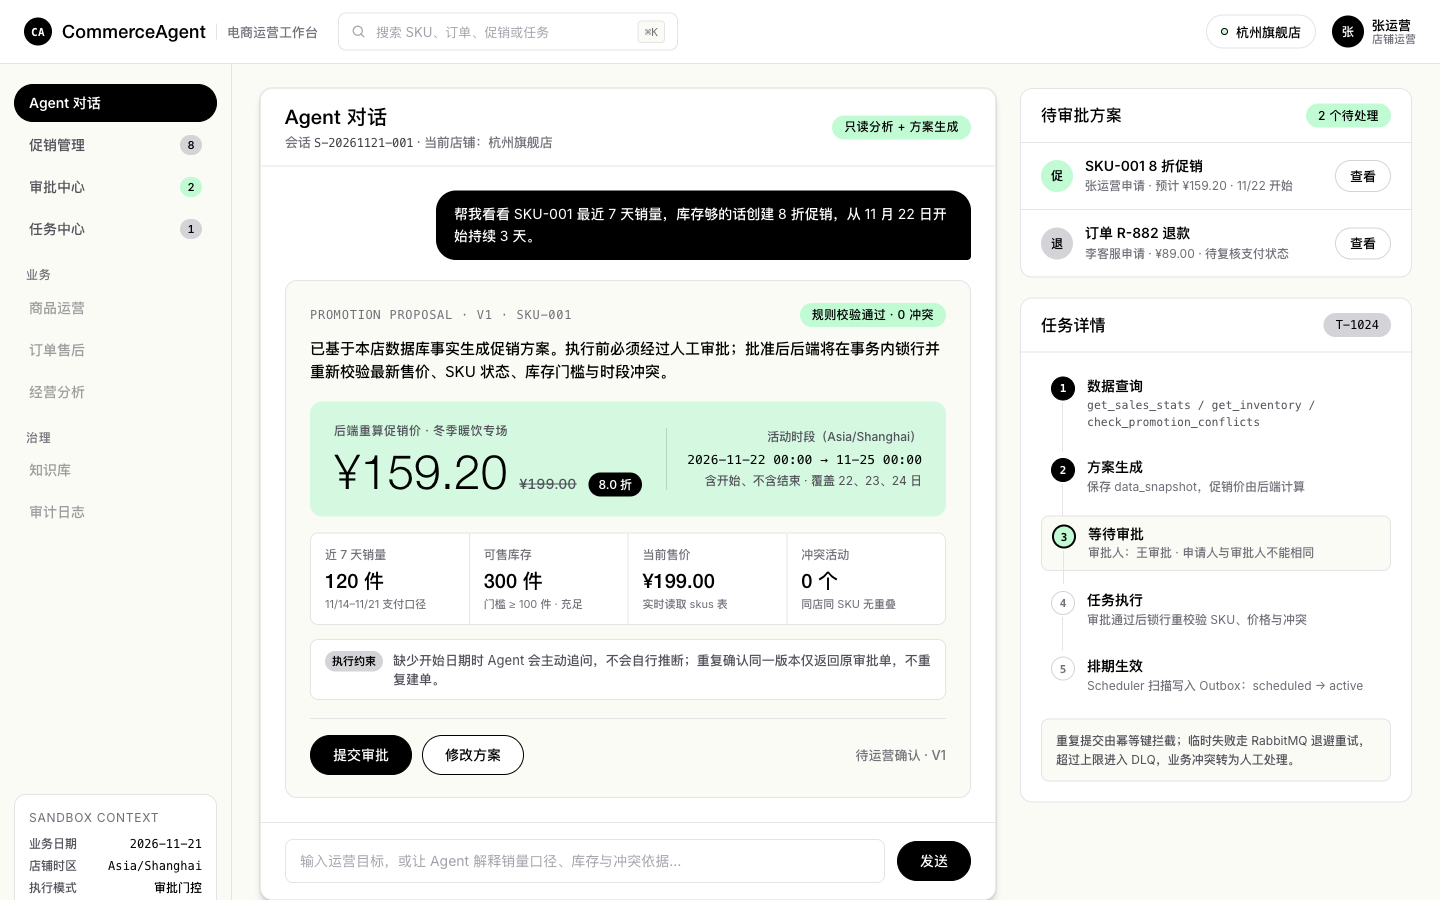 CA CommerceAgent 电商运营工作台 搜索 SKU、订单、促销或任务 ⌘K 杭州旗舰店 张 张运营
店铺运营
Agent 对话
促销管理 8
审批中心 2
任务中心 1
业务
商品运营
订单售后
经营分析
治理
知识库
审计日志
SANDBOX CONTEXT
业务日期 2026-11-21
店铺时区 Asia/Shanghai
执行模式 审批门控
Agent 对话
会话 S-20261121-001 · 当前店铺：杭州旗舰店
只读分析 + 方案生成
帮我看看 SKU-001 最近 7 天销量，库存够的话创建 8 折促销，从 11 月 22 日开
始持续 3 天。
PROMOTION PROPOSAL · V1 · SKU-001
规则校验通过 · 0 冲突
已基于本店数据库事实生成促销方案。执行前必须经过人工审批；批准后后端将在事务内锁行并
重新校验最新售价、SKU 状态、库存门槛与时段冲突。
后端重算促销价 · 冬季暖饮专场
¥159.20 ¥199.00 8.0 折
活动时段（Asia/Shanghai）
2026-11-22 00:00 → 11-25 00:00
含开始、不含结束 · 覆盖 22、23、24 日
近 7 天销量
120 件
11/14–11/21 支付口径
可售库存
300 件
门槛 ≥ 100 件 · 充足
当前售价
¥199.00
实时读取 skus 表
冲突活动
0 个
同店同 SKU 无重叠
执行约束 缺少开始日期时 Agent 会主动追问，不会自行推断；重复确认同一版本仅返回原审批单，不重
复建单。
提交审批 修改方案 待运营确认 · V1
输入运营目标，或让 Agent 解释销量口径、库存与冲突依据... 发送
待审批方案 2 个待处理
促 SKU-001 8 折促销 查看
张运营申请 · 预计 ¥159.20 · 11/22 开始
退 订单 R-882 退款 查看
李客服申请 · ¥89.00 · 待复核支付状态
任务详情 T-1024
1 数据查询
get_sales_stats / get_inventory /
check_promotion_conflicts
2 方案生成
保存 data_snapshot，促销价由后端计算
3 等待审批
审批人：王审批 · 申请人与审批人不能相同
4 任务执行
审批通过后锁行重校验 SKU、价格与冲突
5 排期生效
Scheduler 扫描写入 Outbox：scheduled → active
重复提交由幂等键拦截；临时失败走 RabbitMQ 退避重试，
超过上限进入 DLQ，业务冲突转为人工处理。